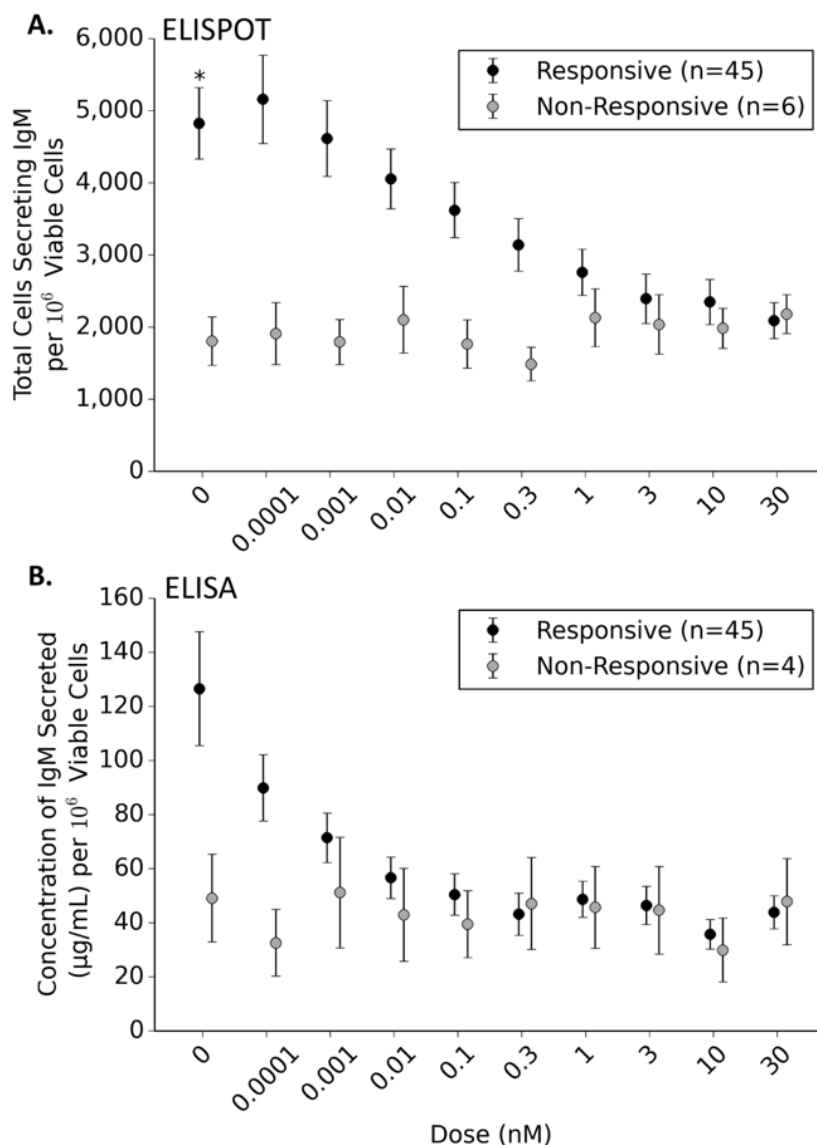 A. ELISPOT
6,000
5,000
4,000
3,000
2,000
1,000
0
*
Responsive (n=45)
Non-Responsive (n=6)
Total Cells Secreting IgM
per 10⁶ Viable Cells
0 0.0001 0.001 0.01 0.1 0.3 1 3 10 30
B. ELISA
160
140
120
100
80
60
40
20
0
Responsive (n=45)
Non-Responsive (n=4)
Concentration of IgM Secreted
(µg/mL) per 10⁶ Viable Cells
0 0.0001 0.001 0.01 0.1 0.3 1 3 10 30
Dose (nM)